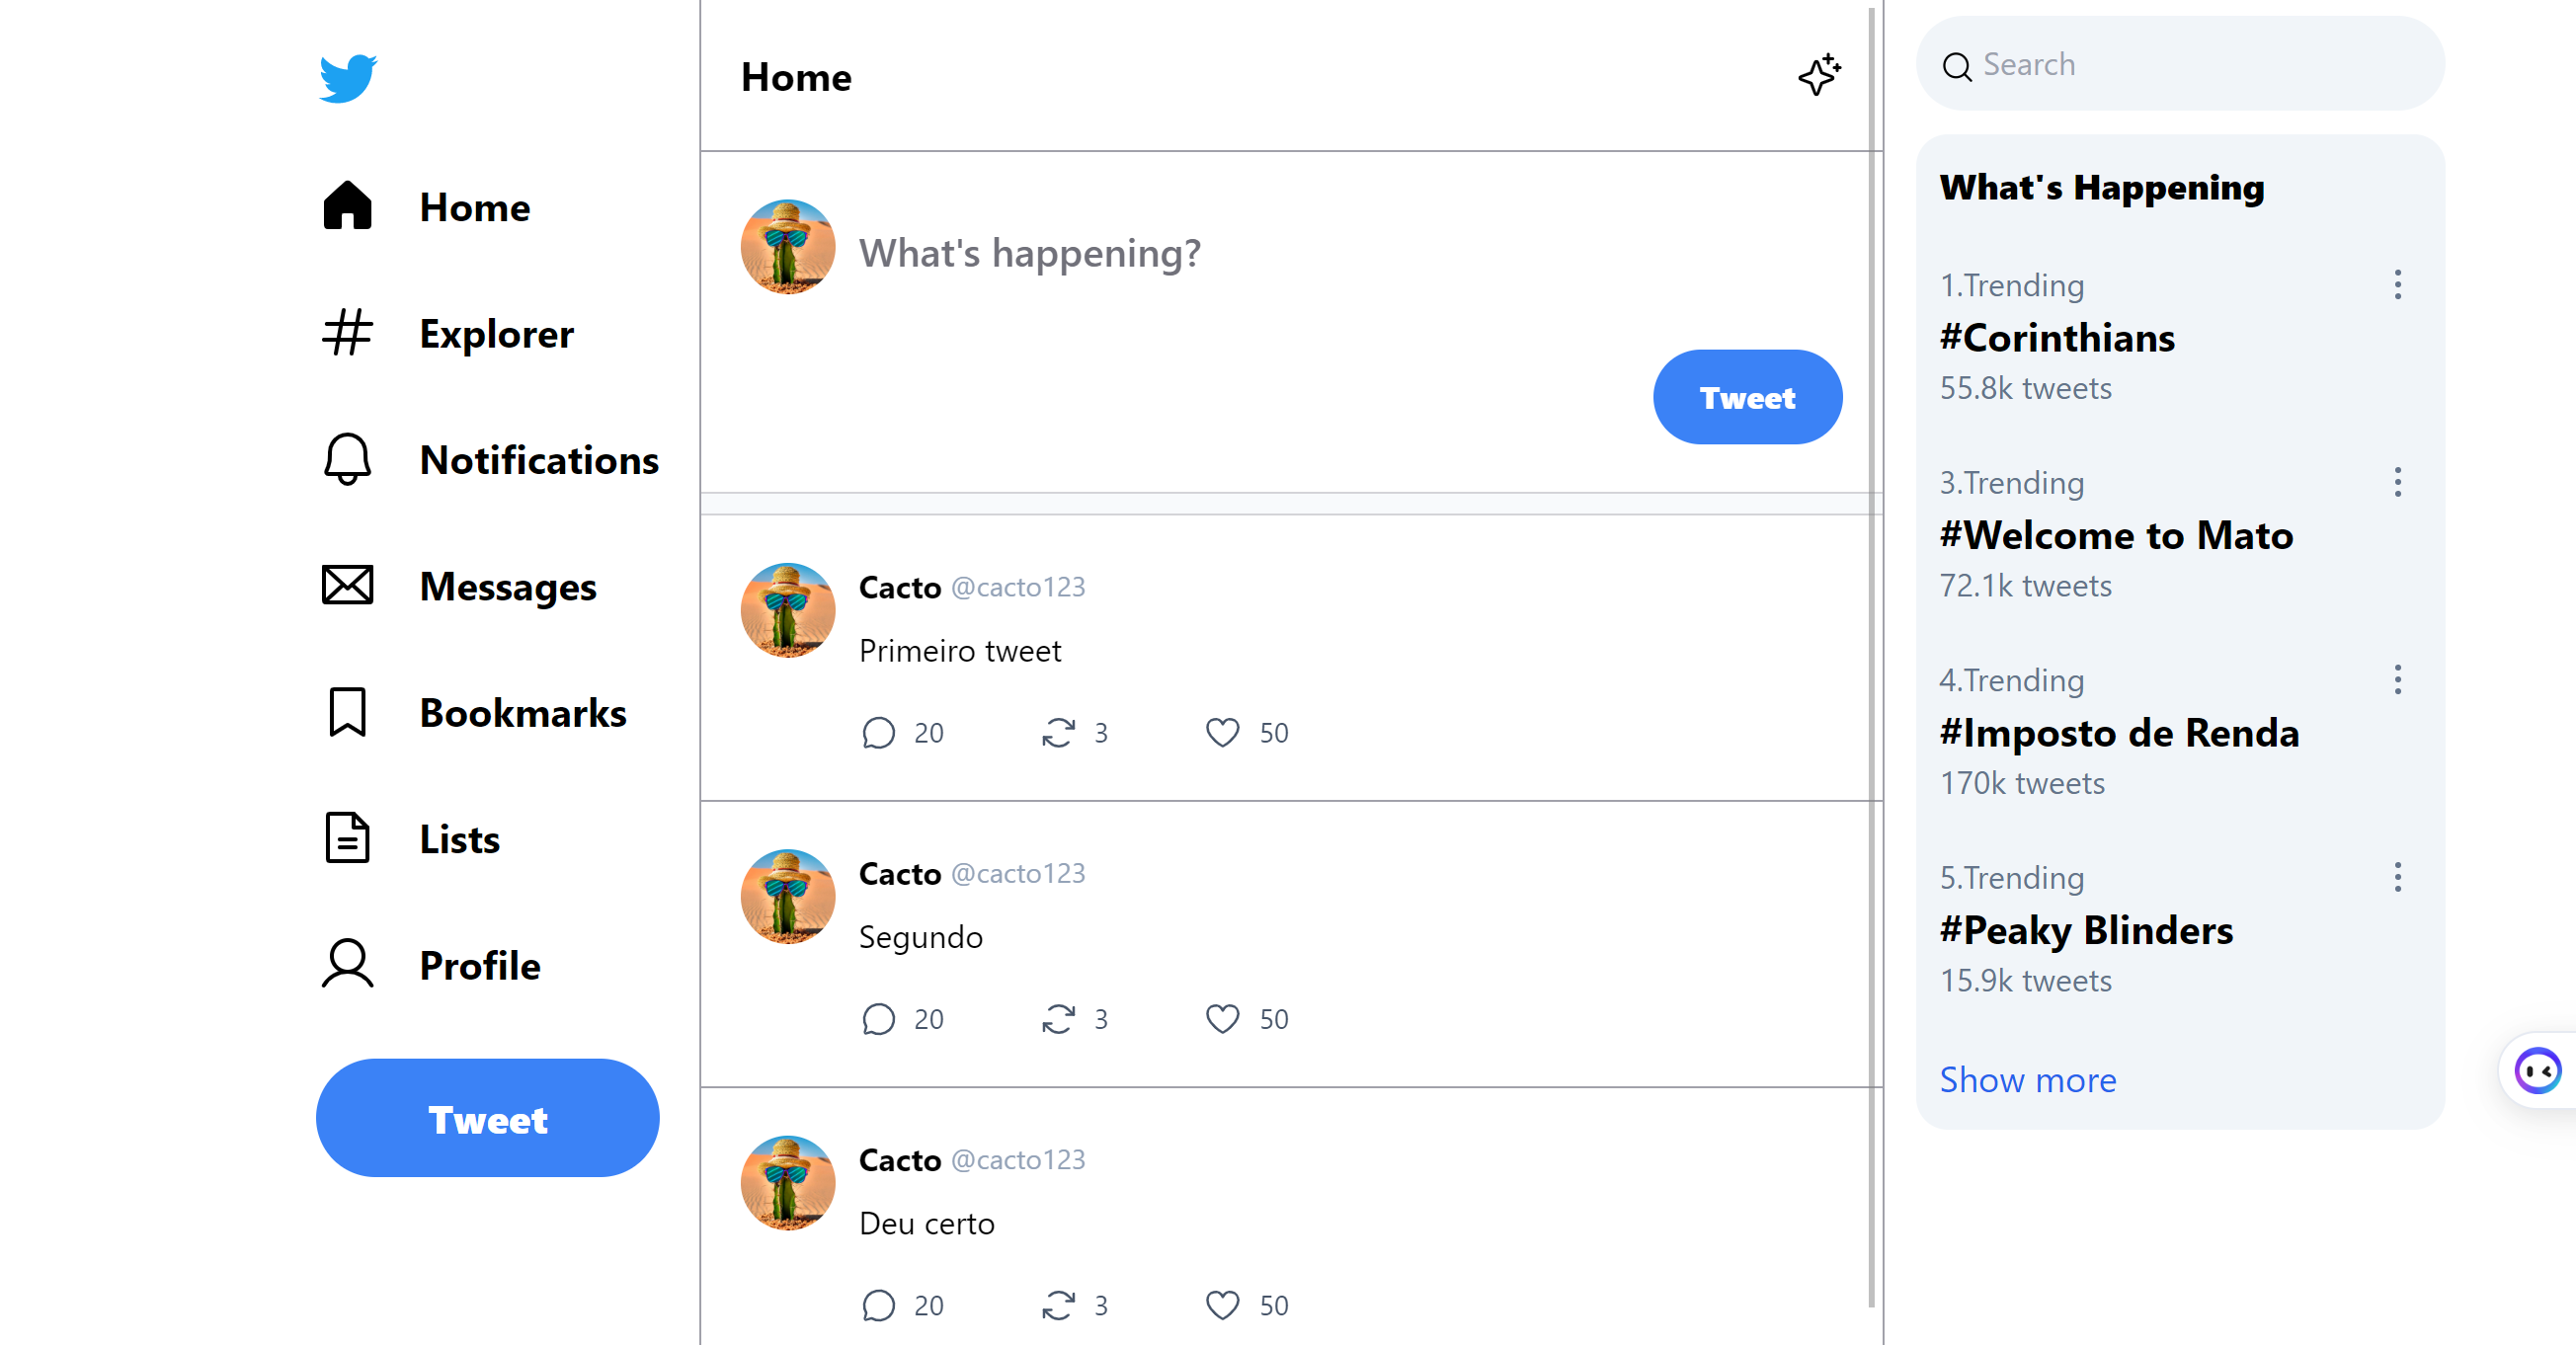 Home
Explorer
Notifications
Messages
Bookmarks
Lists
Profile
Tweet
Home
What's happening?
Tweet
Cacto @cacto123
Primeiro tweet
20 3 50
Cacto @cacto123
Segundo
20 3 50
Cacto @cacto123
Deu certo
20 3 50
Search
What's Happening
1.Trending
#Corinthians
55.8k tweets
3.Trending
#Welcome to Mato
72.1k tweets
4.Trending
#Imposto de Renda
170k tweets
5.Trending
#Peaky Blinders
15.9k tweets
Show more